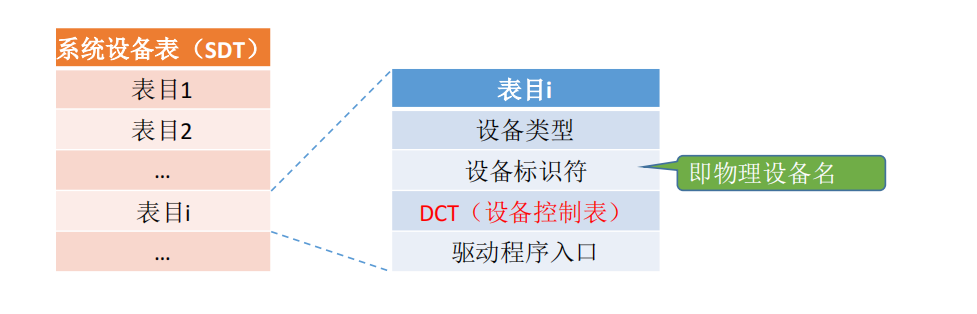 系统设备表（SDT）
表目1
表目2
…
表目i
…
表目i
设备类型
设备标识符
DCT（设备控制表）
驱动程序入口
即物理设备名